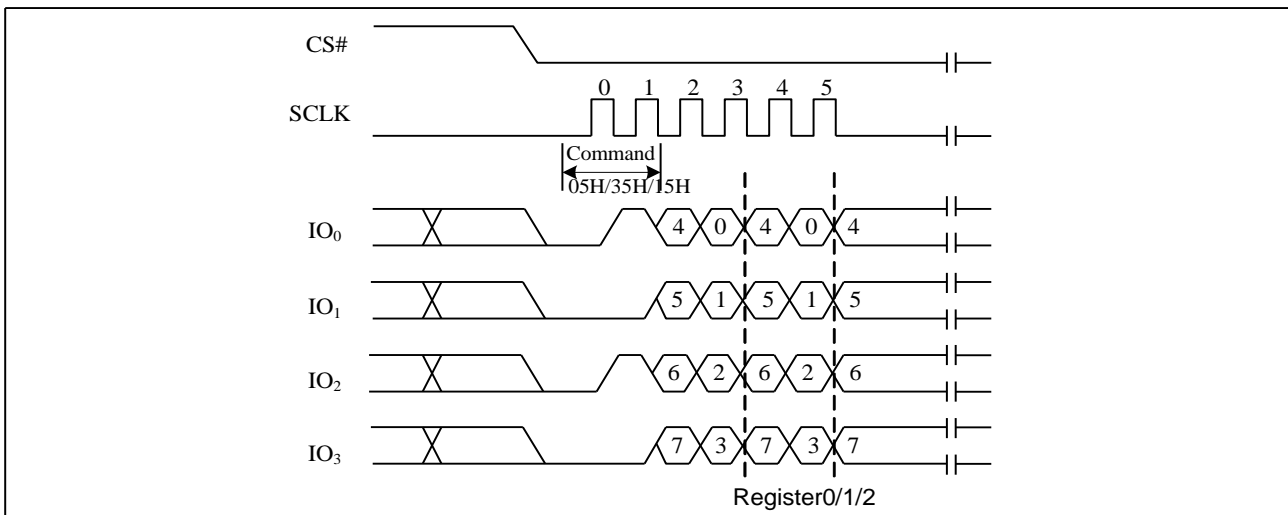 CS#
0 1 2 3 4 5
SCLK
Command
05H/35H/15H
IO0 4 0 4 0 4
IO1 5 1 5 1 5
IO2 6 2 6 2 6
IO3 7 3 7 3 7
Register0/1/2